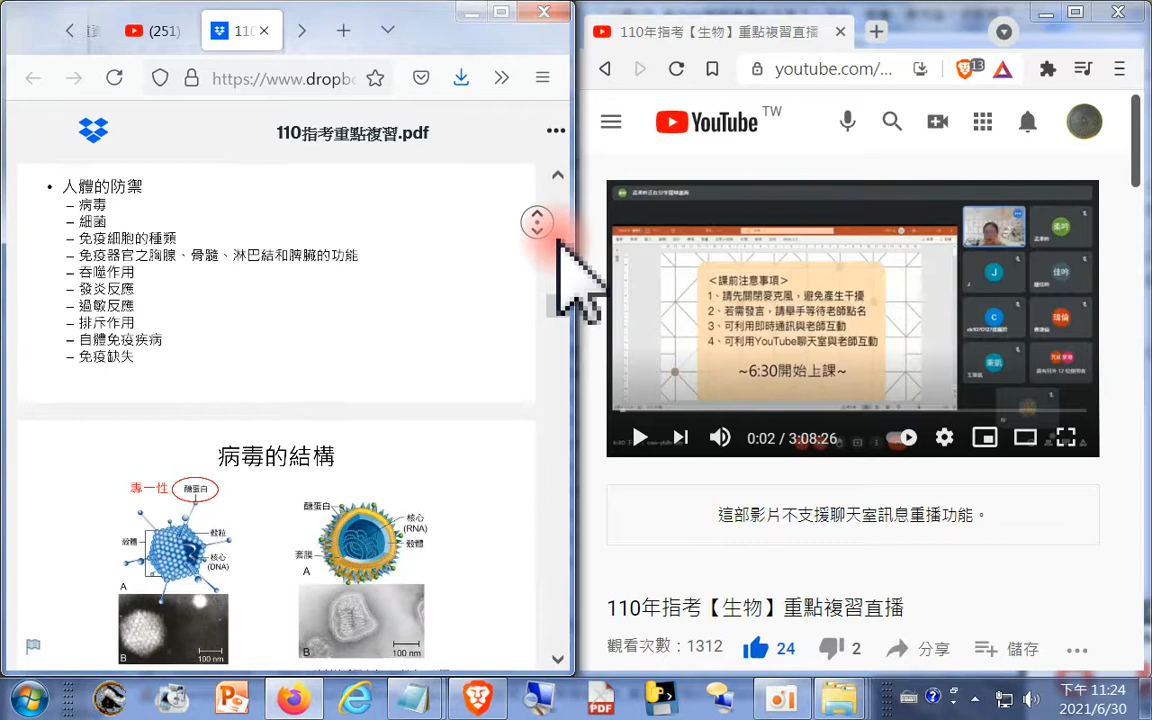 (251)
110
https://www.dropbo
110指考重點複習.pdf
• 人體的防禦
– 病毒
– 細菌
– 免疫細胞的種類
– 免疫器官之胸腺、骨髓、淋巴結和脾臟的功能
– 吞噬作用
– 發炎反應
– 過敏反應
– 排斥作用
– 自體免疫疾病
– 免疫缺失
病毒的結構
專一性
醣蛋白
殼粒
殼體
核心
(DNA)
A
B
100 nm
醣蛋白
核心
(RNA)
殼體
套膜
A
B
100 nm
110年指考【生物】重點複習直播
youtube.com/...
13
YouTube TW
<課前注意事項>
1、請先關閉麥克風，避免產生干擾
2、若需發言，請舉手等待老師點名
3、可利用即時通訊與老師互動
4、可利用YouTube聊天室與老師互動
~6:30開始上課~
0:02 / 3:08:26
這部影片不支援聊天室訊息重播功能。
110年指考【生物】重點複習直播
觀看次數：1312
24
2
分享
儲存
PDF
下午 11:24
2021/6/30